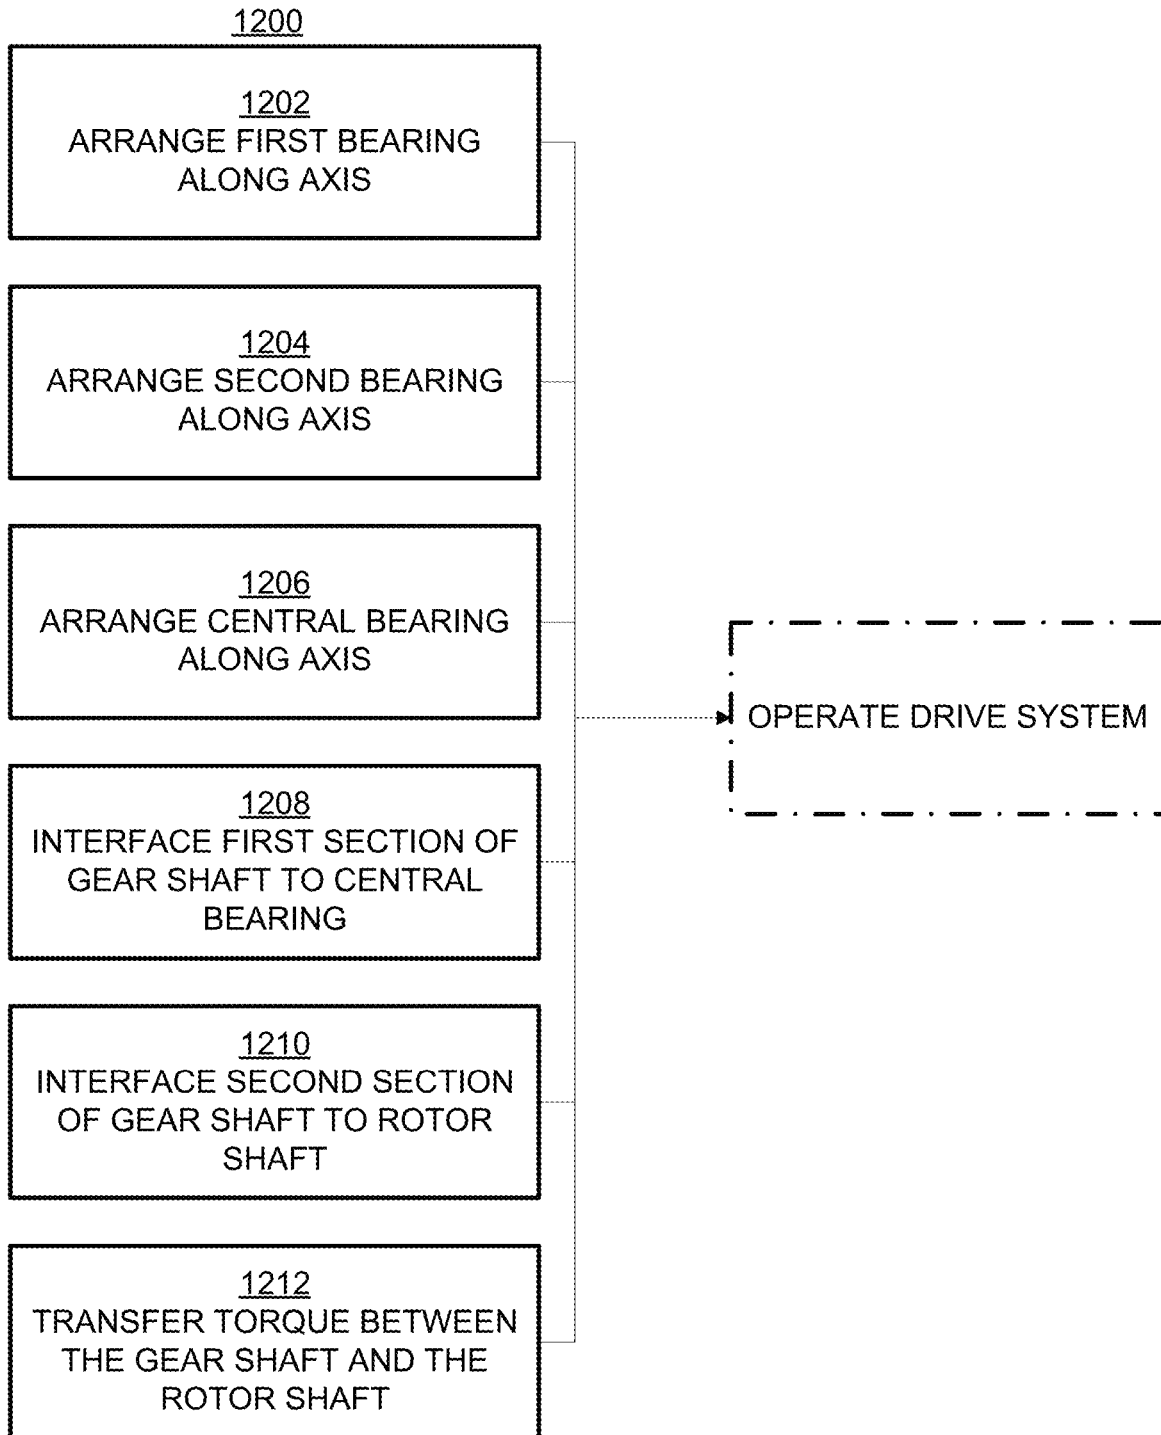 1200
1202
ARRANGE FIRST BEARING
ALONG AXIS
1204
ARRANGE SECOND BEARING
ALONG AXIS
1206
ARRANGE CENTRAL BEARING
ALONG AXIS
OPERATE DRIVE SYSTEM
1208
INTERFACE FIRST SECTION OF
GEAR SHAFT TO CENTRAL
BEARING
1210
INTERFACE SECOND SECTION
OF GEAR SHAFT TO ROTOR
SHAFT
1212
TRANSFER TORQUE BETWEEN
THE GEAR SHAFT AND THE
ROTOR SHAFT